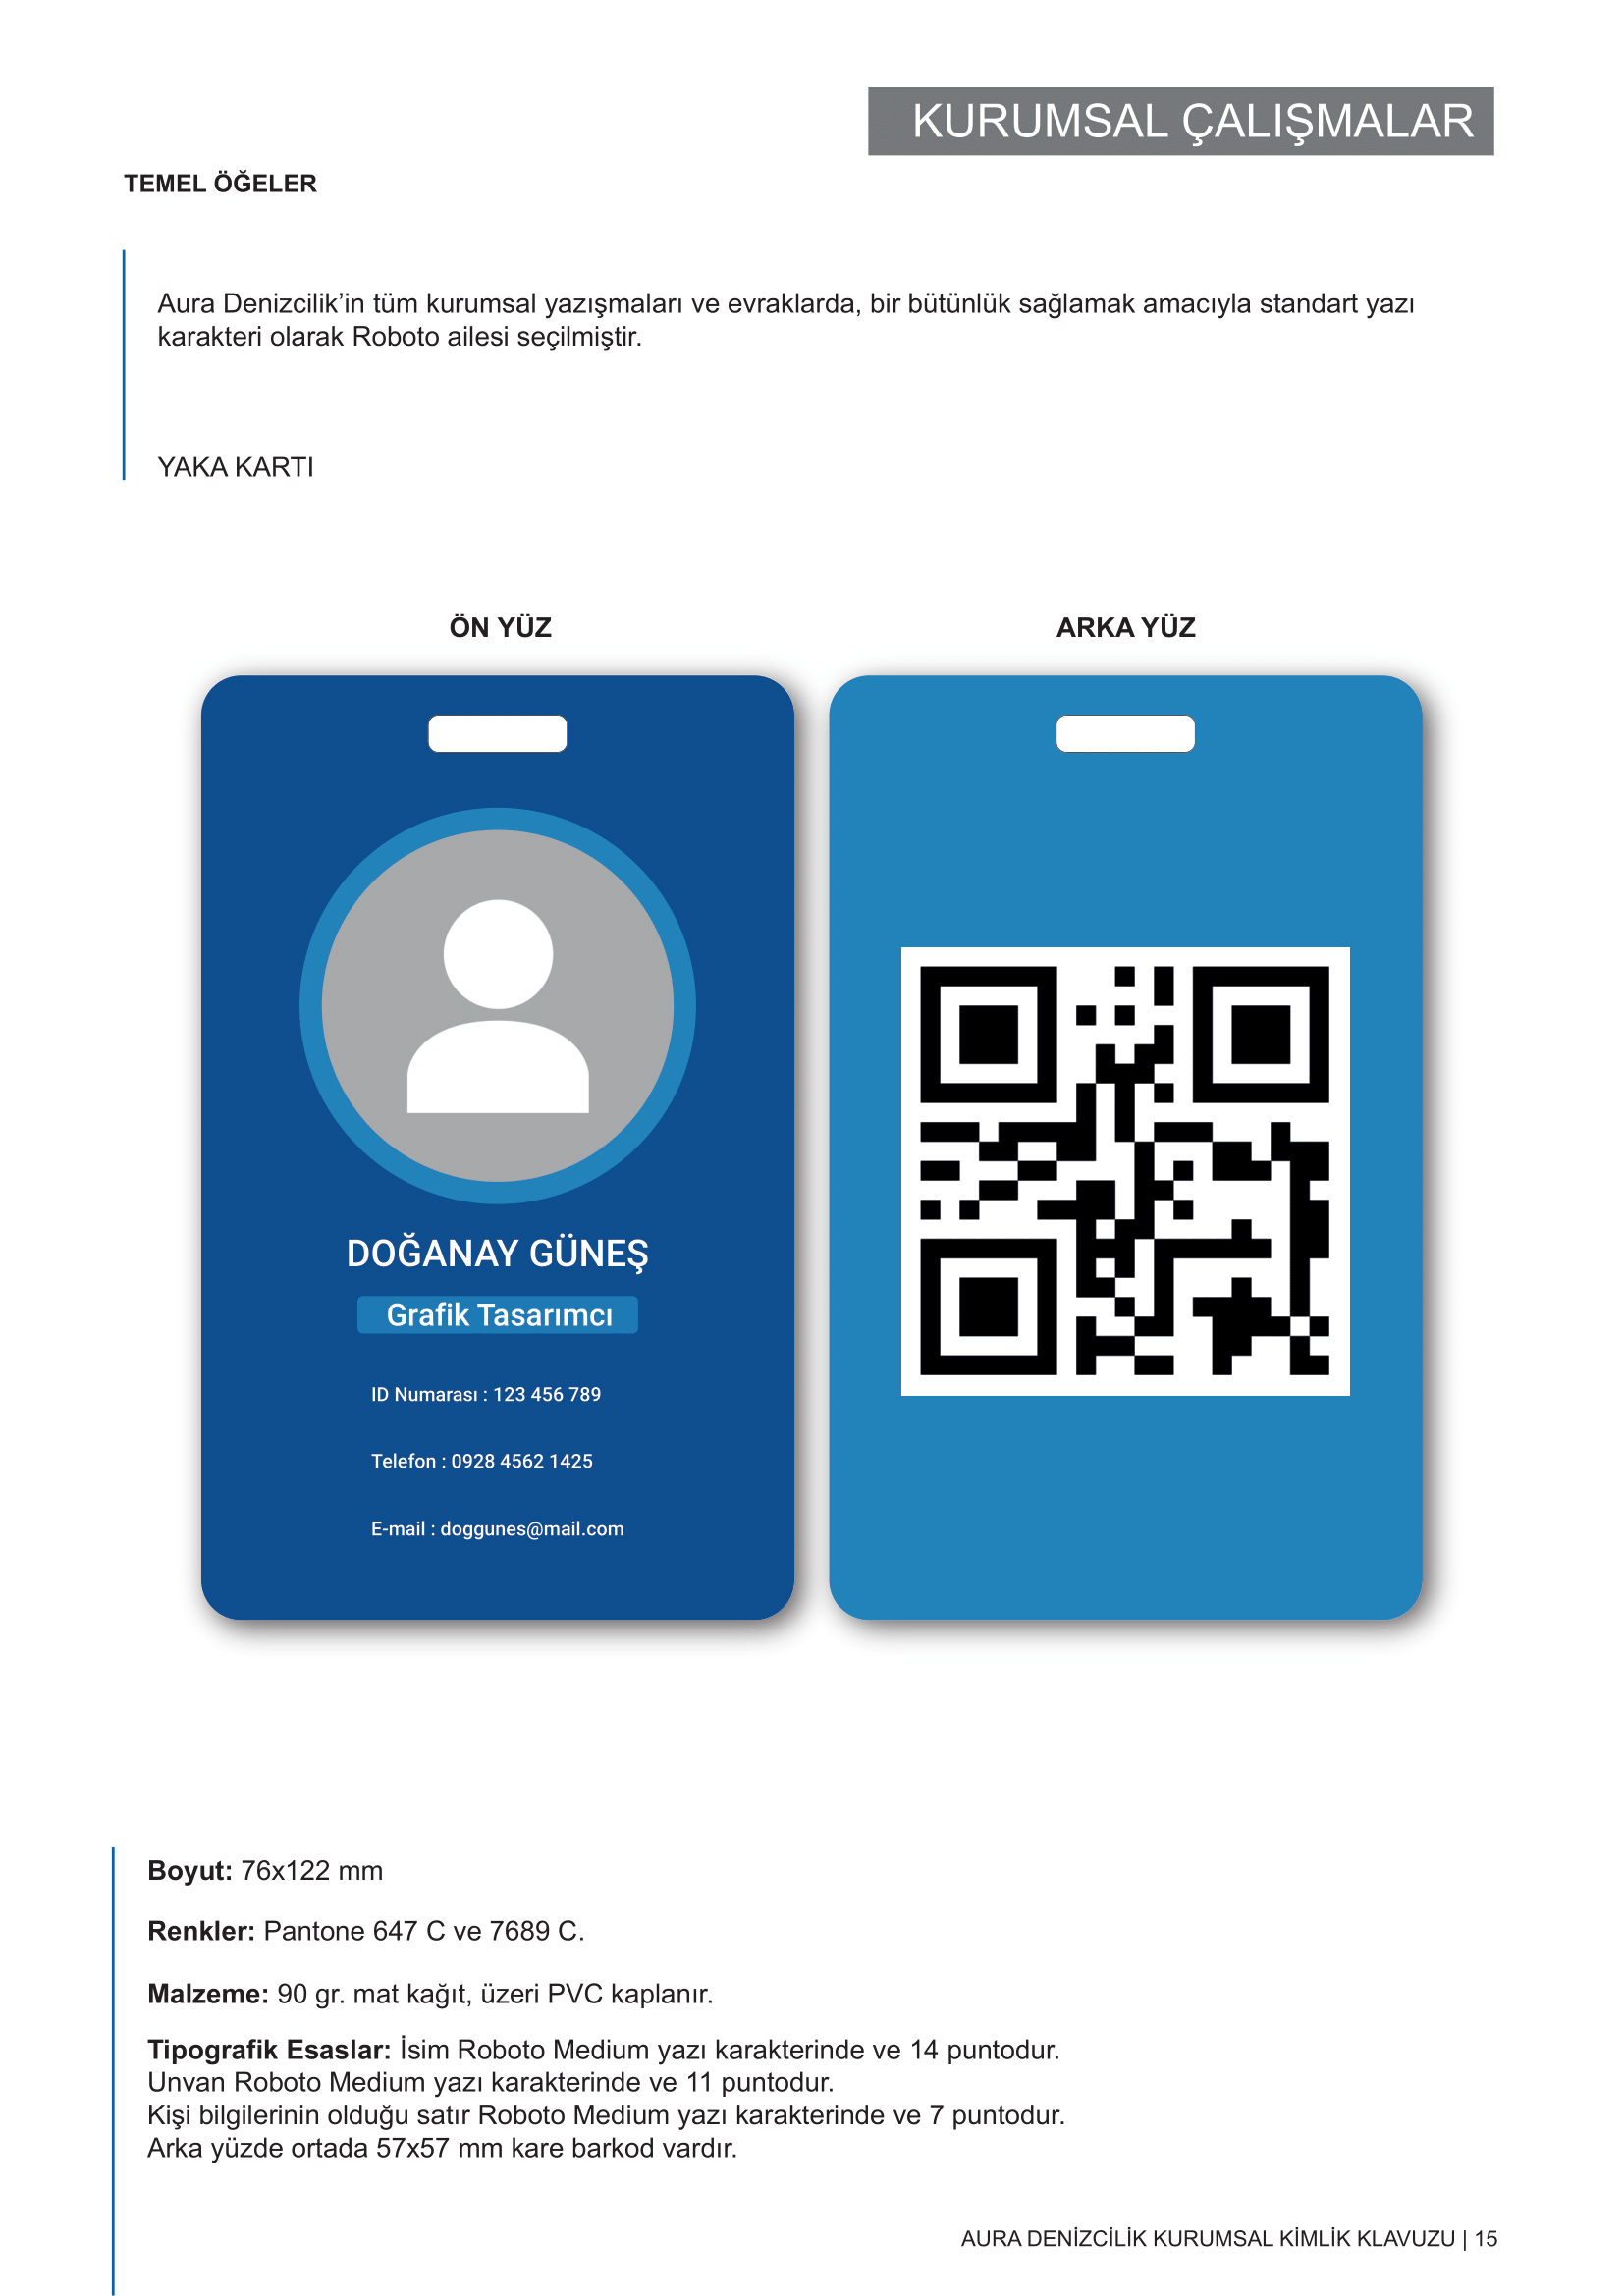 KURUMSAL ÇALIŞMALAR
TEMEL ÖĞELER
Aura Denizcilik’in tüm kurumsal yazışmaları ve evraklarda, bir bütünlük sağlamak amacıyla standart yazı
karakteri olarak Roboto ailesi seçilmiştir.
YAKA KARTI
ÖN YÜZ
ARKA YÜZ
DOĞANAY GÜNEŞ
Grafik Tasarımcı
ID Numarası : 123 456 789
Telefon : 0928 4562 1425
E-mail : doggunes@mail.com
Boyut: 76x122 mm
Renkler: Pantone 647 C ve 7689 C.
Malzeme: 90 gr. mat kağıt, üzeri PVC kaplanır.
Tipografik Esaslar: İsim Roboto Medium yazı karakterinde ve 14 puntodur.
Unvan Roboto Medium yazı karakterinde ve 11 puntodur.
Kişi bilgilerinin olduğu satır Roboto Medium yazı karakterinde ve 7 puntodur.
Arka yüzde ortada 57x57 mm kare barkod vardır.
AURA DENİZCİLİK KURUMSAL KİMLİK KLAVUZU | 15